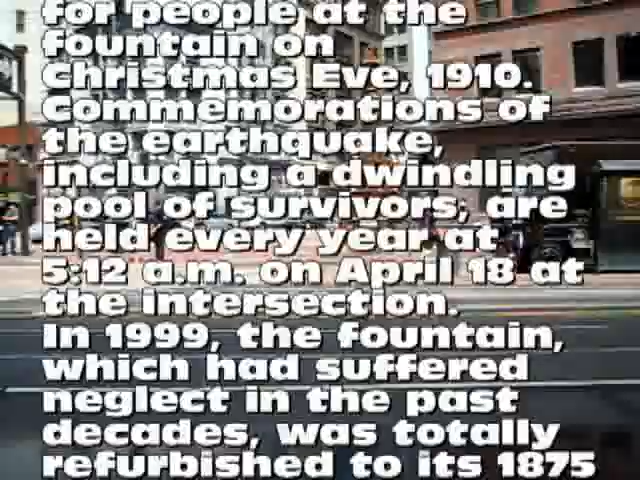 for people at the
fountain on
Christmas Eve, 1910.
Commemorations of
the earthquake,
including a dwindling
pool of survivors, are
held every year at
5:12 a.m. on April 18 at
the intersection.
In 1999, the fountain,
which had suffered
neglect in the past
decades, was totally
refurbished to its 1875